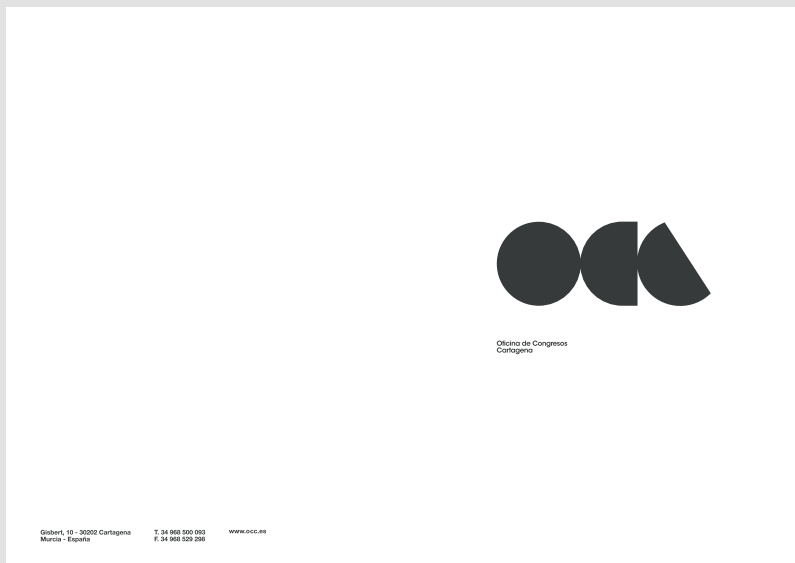 Oficina de Congresos
Cartagena
Gisbert, 10 - 30202 Cartagena
Murcia - España
T. 34 968 500 093
F. 34 968 529 298
www.occ.es